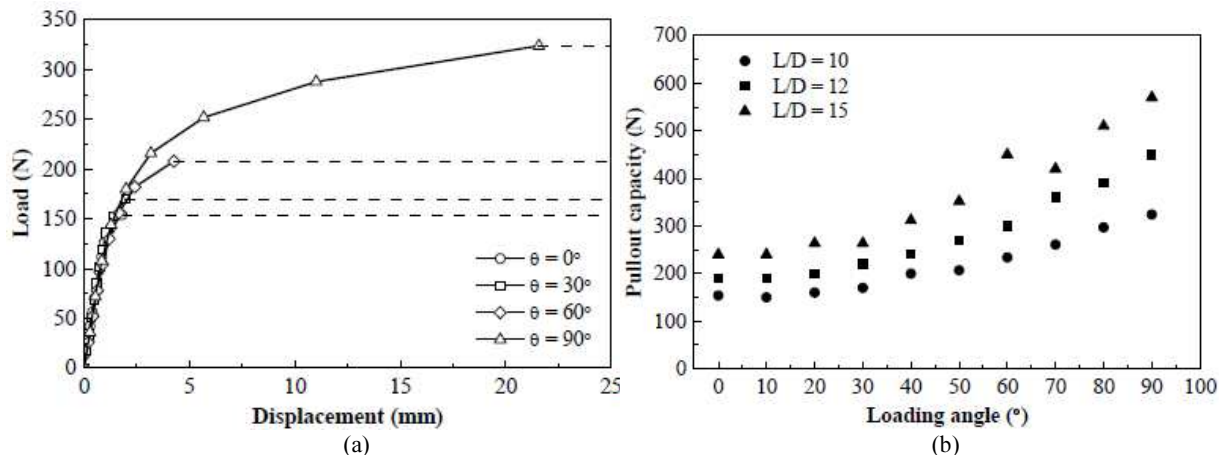 350
300
250
200
150
100
50
0
Load (N)
0 5 10 15 20 25
Displacement (mm)
θ = 0°
θ = 30°
θ = 60°
θ = 90°
(a)
700
600
500
400
300
200
100
0
Pullout capacity (N)
L/D = 10
L/D = 12
L/D = 15
0 10 20 30 40 50 60 70 80 90 100
Loading angle (°)
(b)